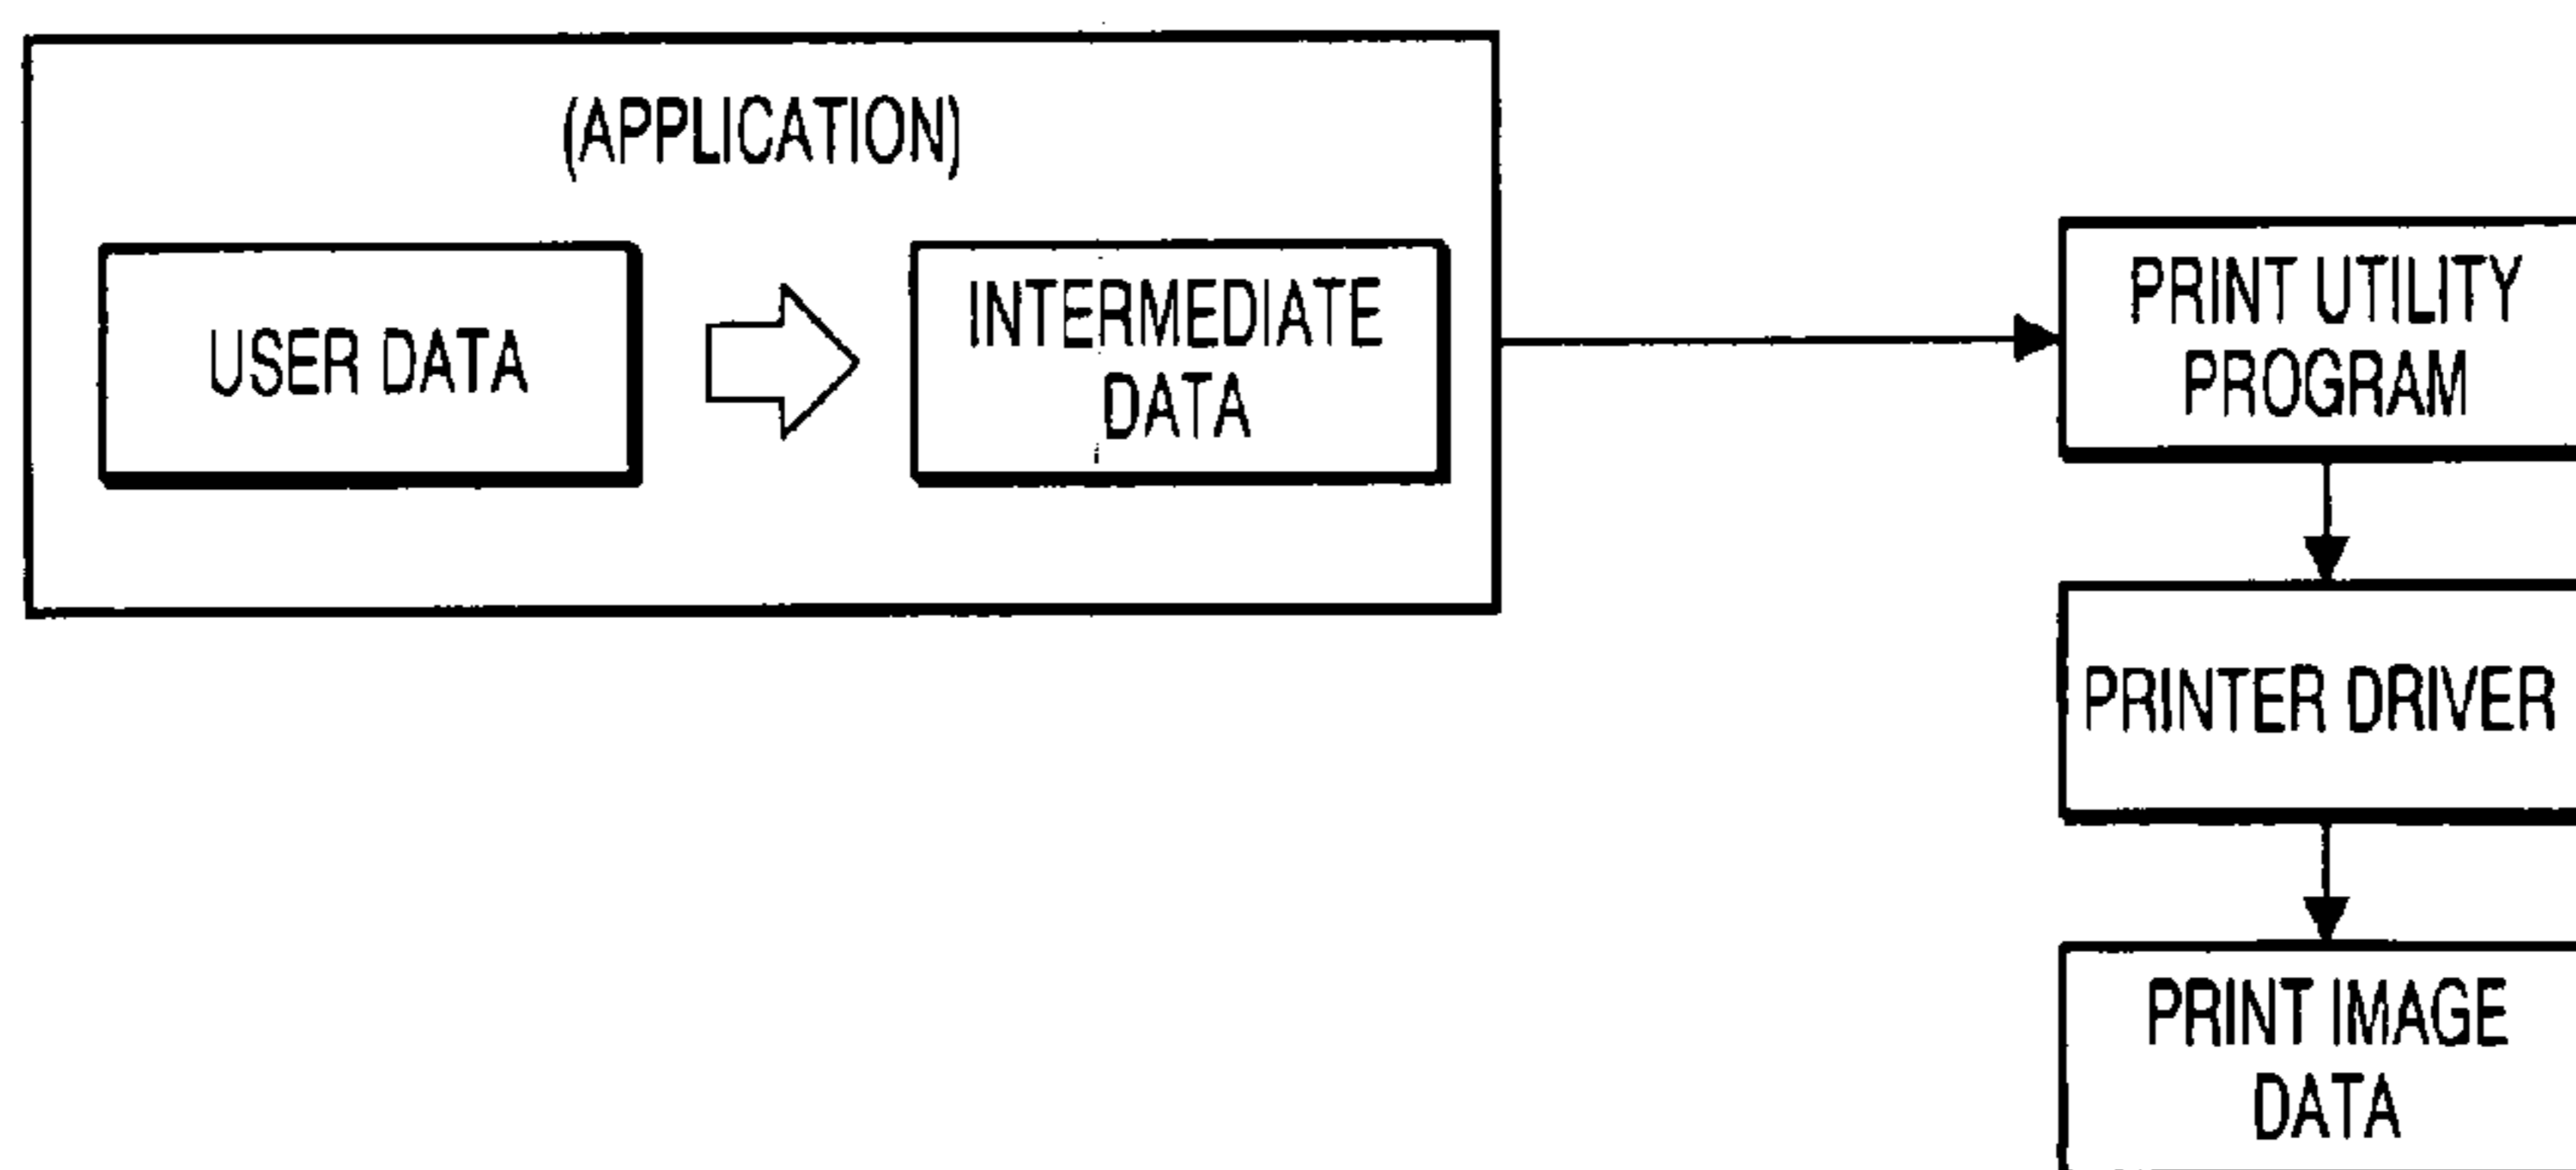 (APPLICATION)
USER DATA
INTERMEDIATE
DATA
PRINT UTILITY
PROGRAM
PRINTER DRIVER
PRINT IMAGE
DATA